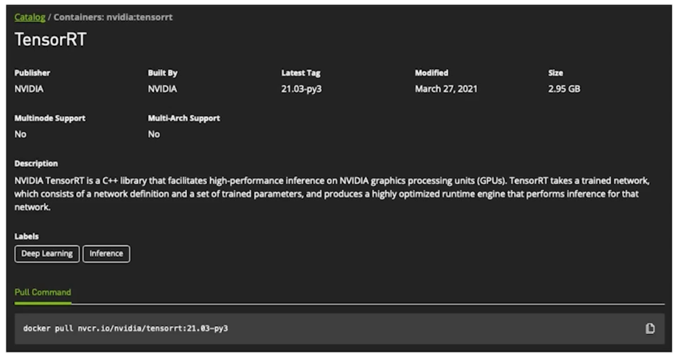 Catalog / Containers: nvidia:tensorrt
TensorRT
Publisher Built By Latest Tag Modified Size
NVIDIA NVIDIA 21.03-py3 March 27, 2021 2.95 GB
Multinode Support Multi-Arch Support
No No
Description
NVIDIA TensorRT is a C++ library that facilitates high-performance inference on NVIDIA graphics processing units (GPUs). TensorRT takes a trained network,
which consists of a network definition and a set of trained parameters, and produces a highly optimized runtime engine that performs inference for that
network.
Labels
Deep Learning Inference
Pull Command
docker pull nvcr.io/nvidia/tensorrt:21.03-py3